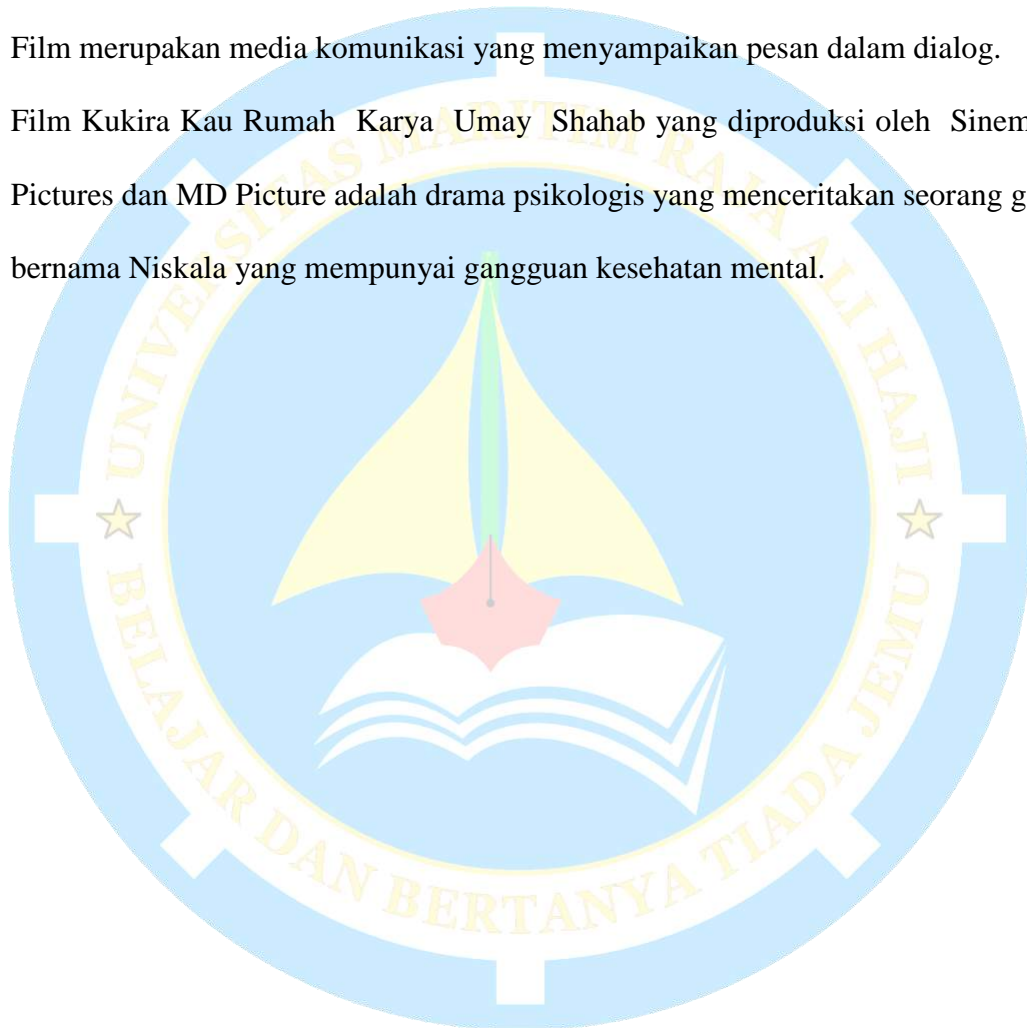 Film merupakan media komunikasi yang menyampaikan pesan dalam dialog.
Film Kukira Kau Rumah Karya Umay Shahab yang diproduksi oleh Sinem
Pictures dan MD Picture adalah drama psikologis yang menceritakan seorang g
bernama Niskala yang mempunyai gangguan kesehatan mental.
UNIVERSITAS MARITIM RAJA ALI HAJI
BELAJAR DAN BERTANYA TIADA JEMU